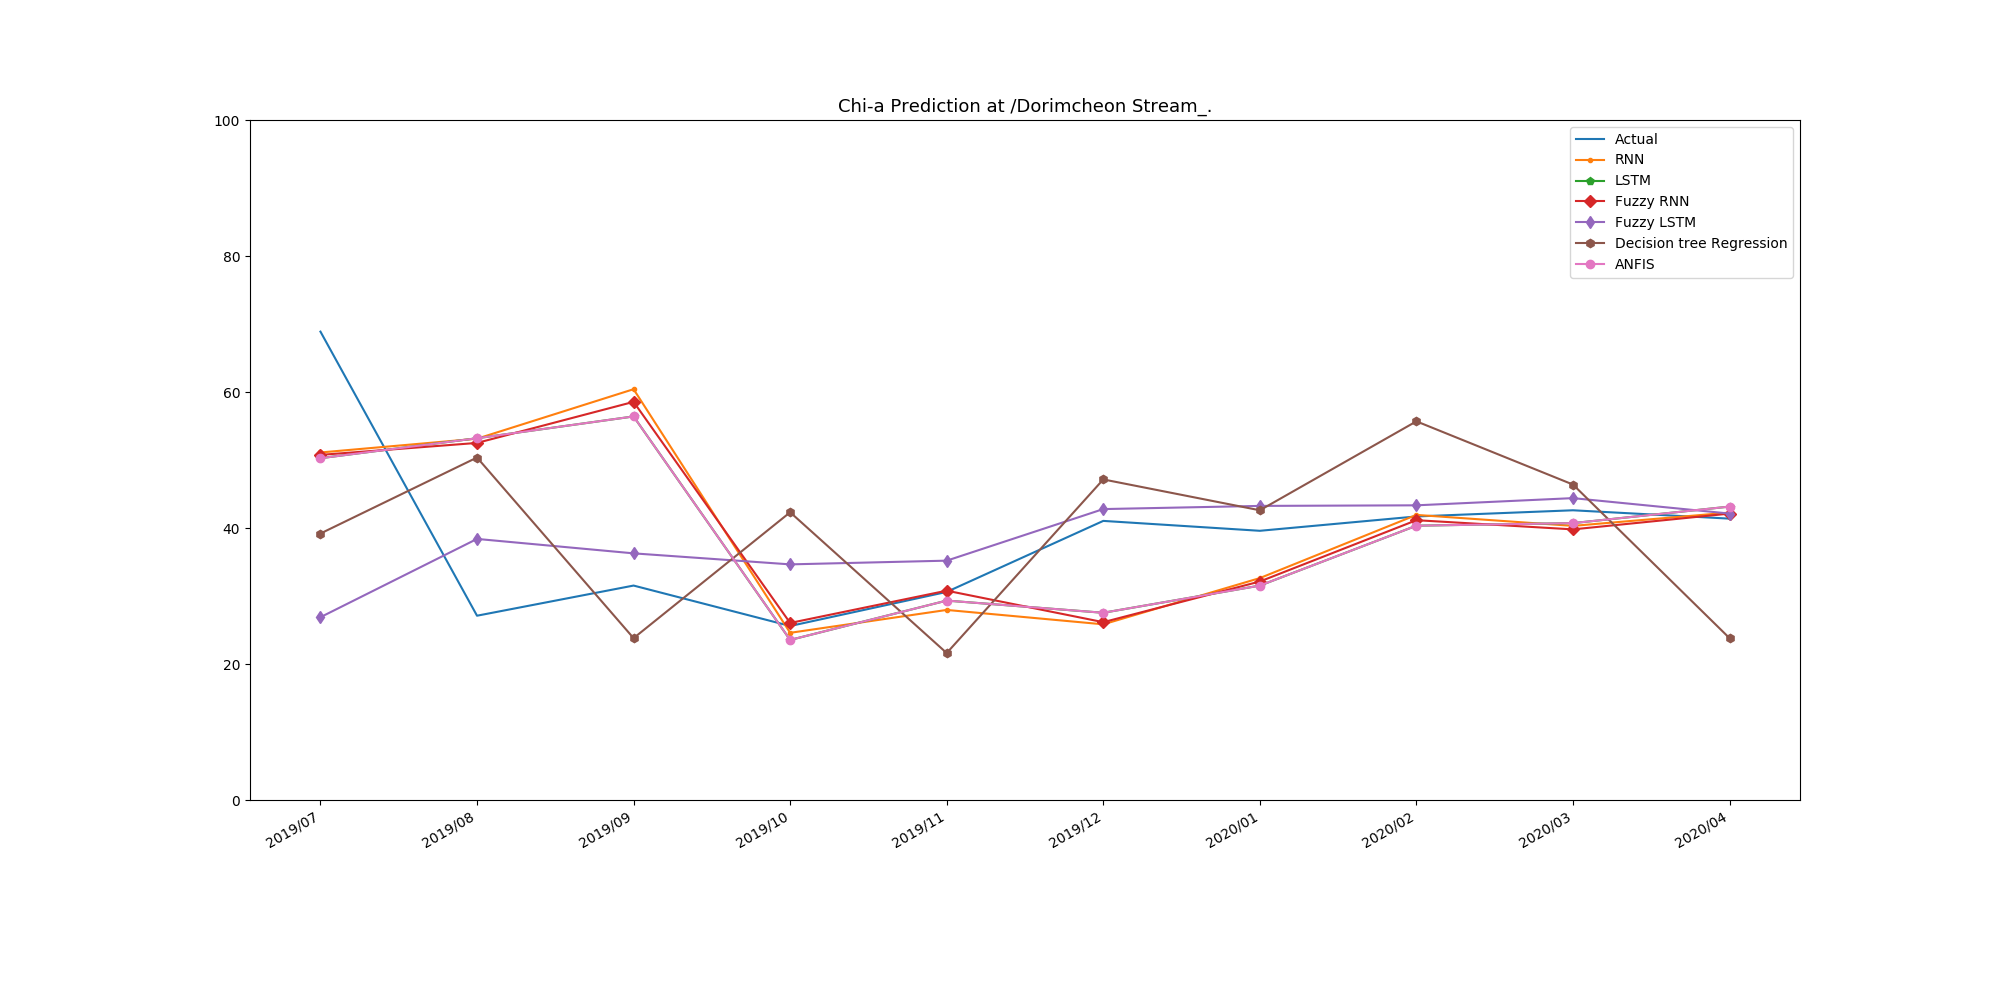 Chi-a Prediction at /Dorimcheon Stream_.
100
80
60
40
20
0
Actual
RNN
LSTM
Fuzzy RNN
Fuzzy LSTM
Decision tree Regression
ANFIS
2019/07
2019/08
2019/09
2019/10
2019/11
2019/12
2020/01
2020/02
2020/03
2020/04